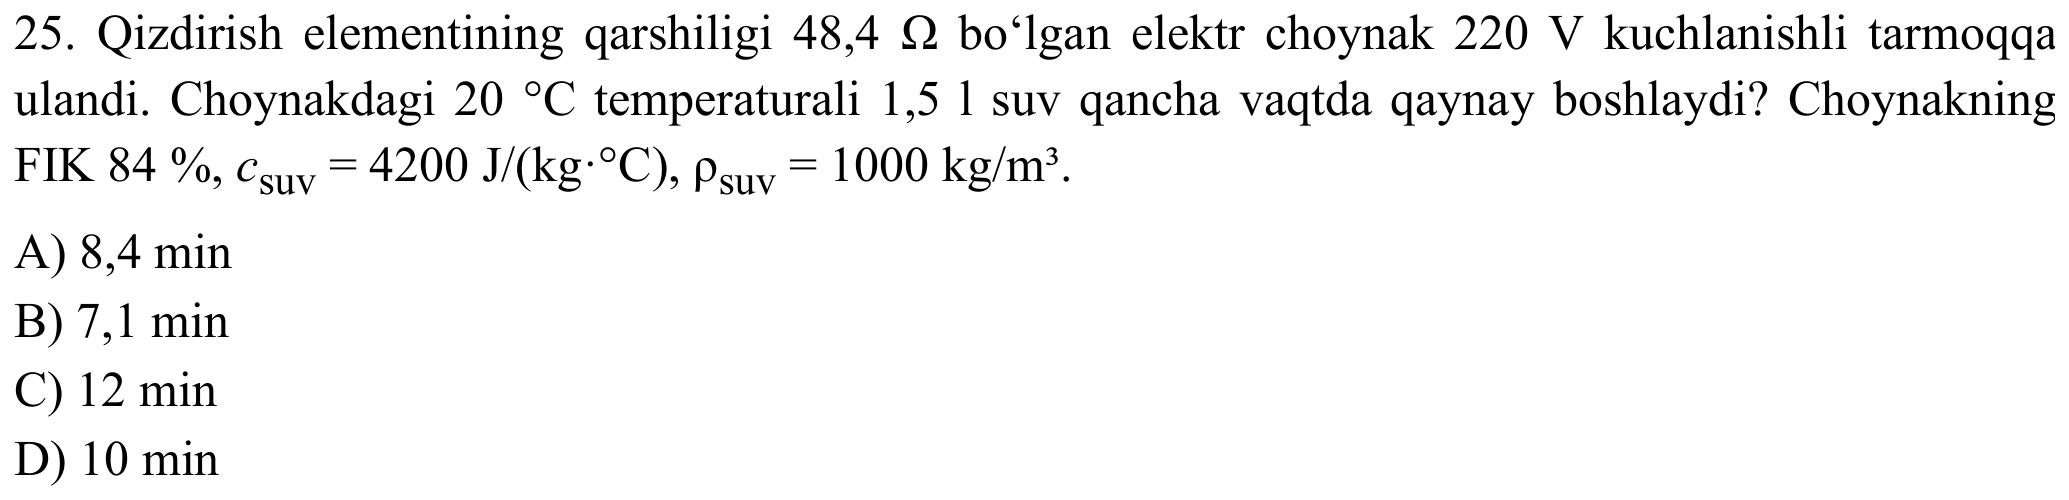 25. Qizdirish elementining qarshiligi 48,4 Ω bo‘lgan elektr choynak 220 V kuchlanishli tarmoqqa
ulandi. Choynakdagi 20 °C temperaturali 1,5 l suv qancha vaqtda qaynay boshlaydi? Choynakning
FIK 84 %, c_suv = 4200 J/(kg·°C), ρ_suv = 1000 kg/m³.
A) 8,4 min
B) 7,1 min
C) 12 min
D) 10 min